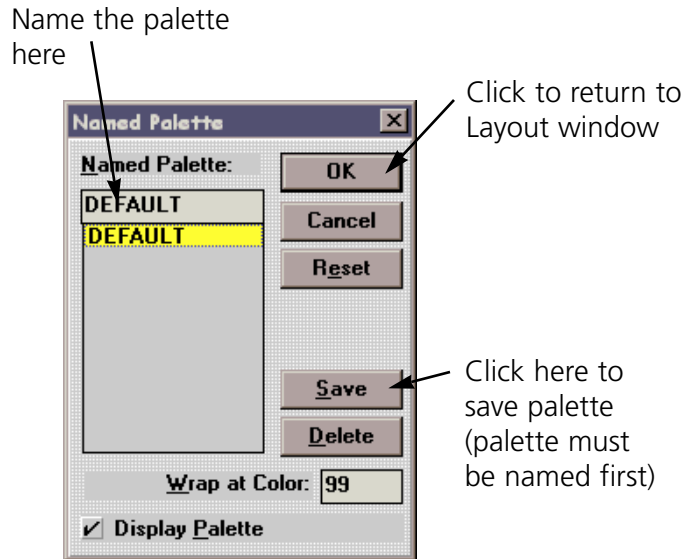 Name the palette
here
Click to return to
Layout window
Named Palette
Named Palette:
OK
DEFAULT
Cancel
DEFAULT
Reset
Save
Click here to
save palette
(palette must
be named first)
Delete
Wrap at Color: 99
Display Palette